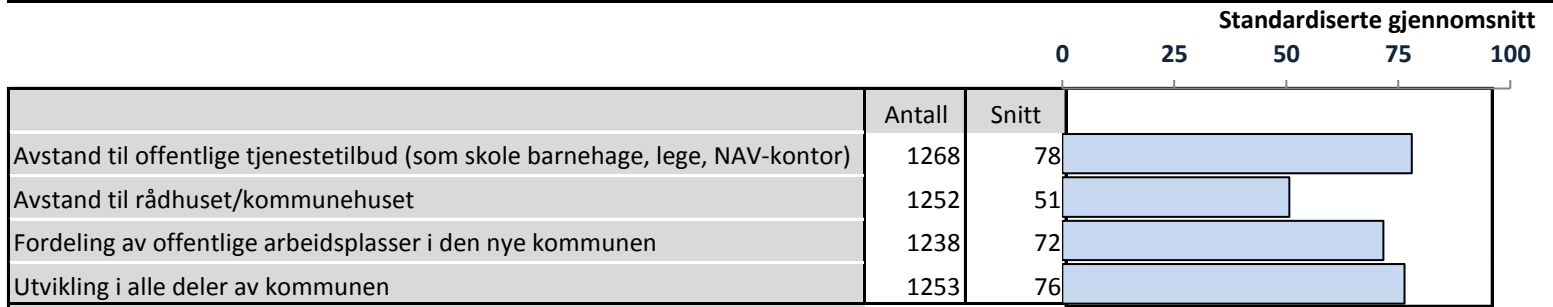 Standardiserte gjennomsnitt
0 25 50 75 100
Antall Snitt
Avstand til offentlige tjenestetilbud (som skole barnehage, lege, NAV-kontor) 1268 78
Avstand til rådhuset/kommunehuset 1252 51
Fordeling av offentlige arbeidsplasser i den nye kommunen 1238 72
Utvikling i alle deler av kommunen 1253 76